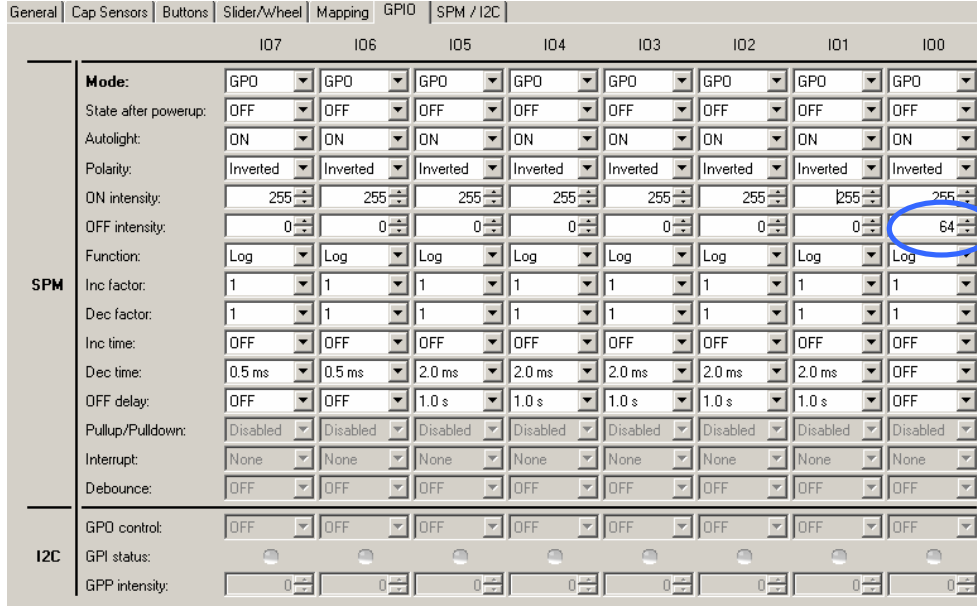 General Cap Sensors Buttons Slider/Wheel Mapping GPIO SPM / I2C
IO7 IO6 IO5 IO4 IO3 IO2 IO1 IO0
Mode: GPO GPO GPO GPO GPO GPO GPO GPO
State after powerup: OFF OFF OFF OFF OFF OFF OFF OFF
Autolight: ON ON ON ON ON ON ON ON
Polarity: Inverted Inverted Inverted Inverted Inverted Inverted Inverted Inverted
ON intensity: 255 255 255 255 255 255 255 255
OFF intensity: 0 0 0 0 0 0 0 64
Function: Log Log Log Log Log Log Log Log
SPM Inc factor: 1 1 1 1 1 1 1 1
Dec factor: 1 1 1 1 1 1 1 1
Inc time: OFF OFF OFF OFF OFF OFF OFF OFF
Dec time: 0.5 ms 0.5 ms 2.0 ms 2.0 ms 2.0 ms 2.0 ms 2.0 ms OFF
OFF delay: OFF OFF 1.0 s 1.0 s 1.0 s 1.0 s 1.0 s OFF
Pullup/Pulldown: Disabled Disabled Disabled Disabled Disabled Disabled Disabled Disabled
Interrupt: None None None None None None None None
Debounce: OFF OFF OFF OFF OFF OFF OFF OFF
GPO control: OFF OFF OFF OFF OFF OFF OFF OFF
I2C GPI status:
GPP intensity: 0 0 0 0 0 0 0 0